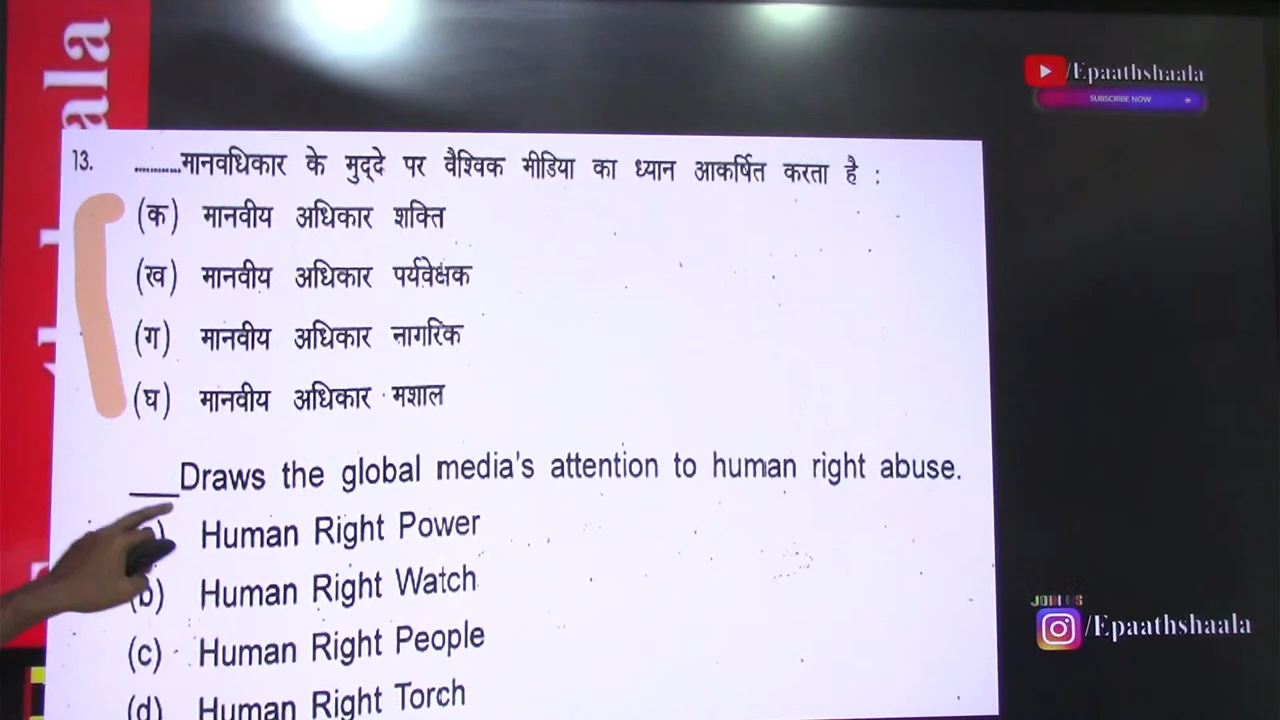 ala
/Epaathshaala
SUBSCRIBE NOW
13. ............मानवधिकार के मुद्दे पर वैश्विक मीडिया का ध्यान आकर्षित करता है :
(क) मानवीय अधिकार शक्ति
(ख) मानवीय अधिकार पर्यवेक्षक
(ग) मानवीय अधिकार नागरिक
(घ) मानवीय अधिकार मशाल
___Draws the global media's attention to human right abuse.
Human Right Power
(b) Human Right Watch
(c) Human Right People
(d) Human Right Torch
JOIN US
/Epaathshaala